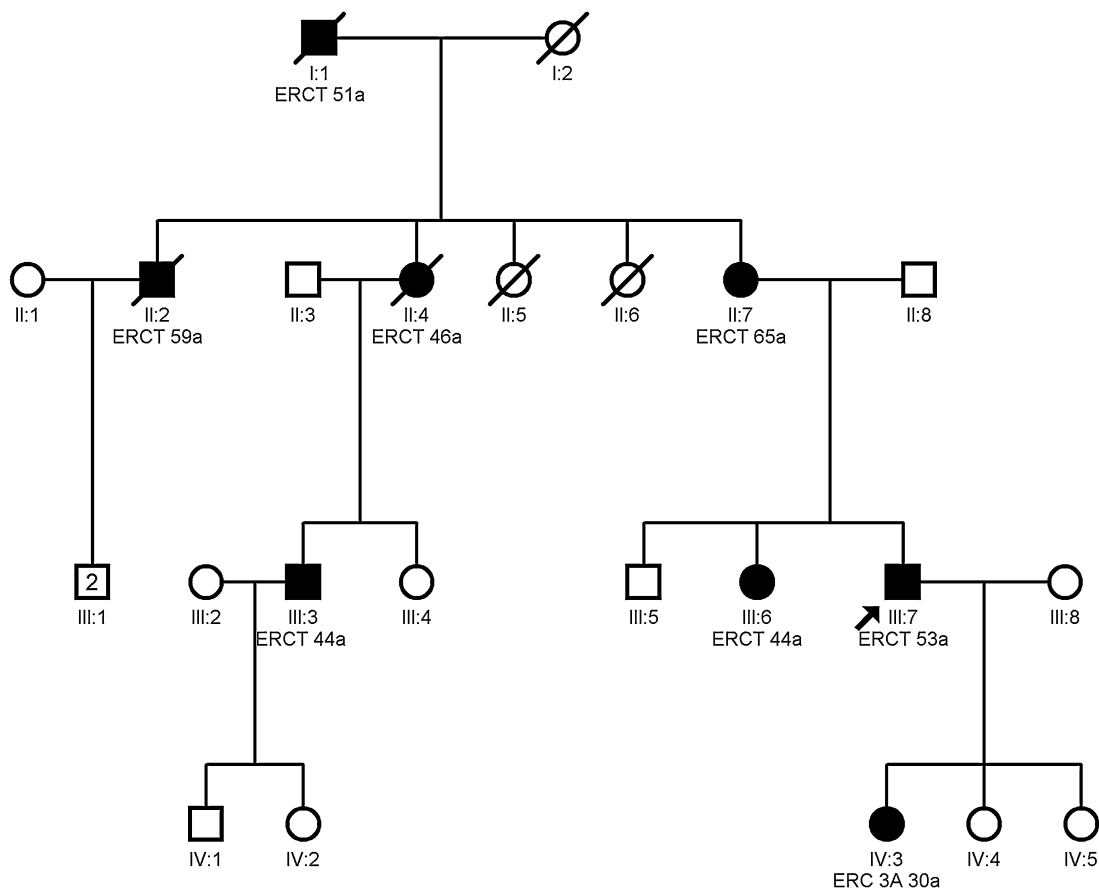 I:1
ERCT 51a
I:2
II:1
II:2
ERCT 59a
II:3
II:4
ERCT 46a
II:5
II:6
II:7
ERCT 65a
II:8
2
III:1
III:2
III:3
ERCT 44a
III:4
III:5
III:6
ERCT 44a
III:7
ERCT 53a
III:8
IV:1
IV:2
IV:3
ERC 3A 30a
IV:4
IV:5